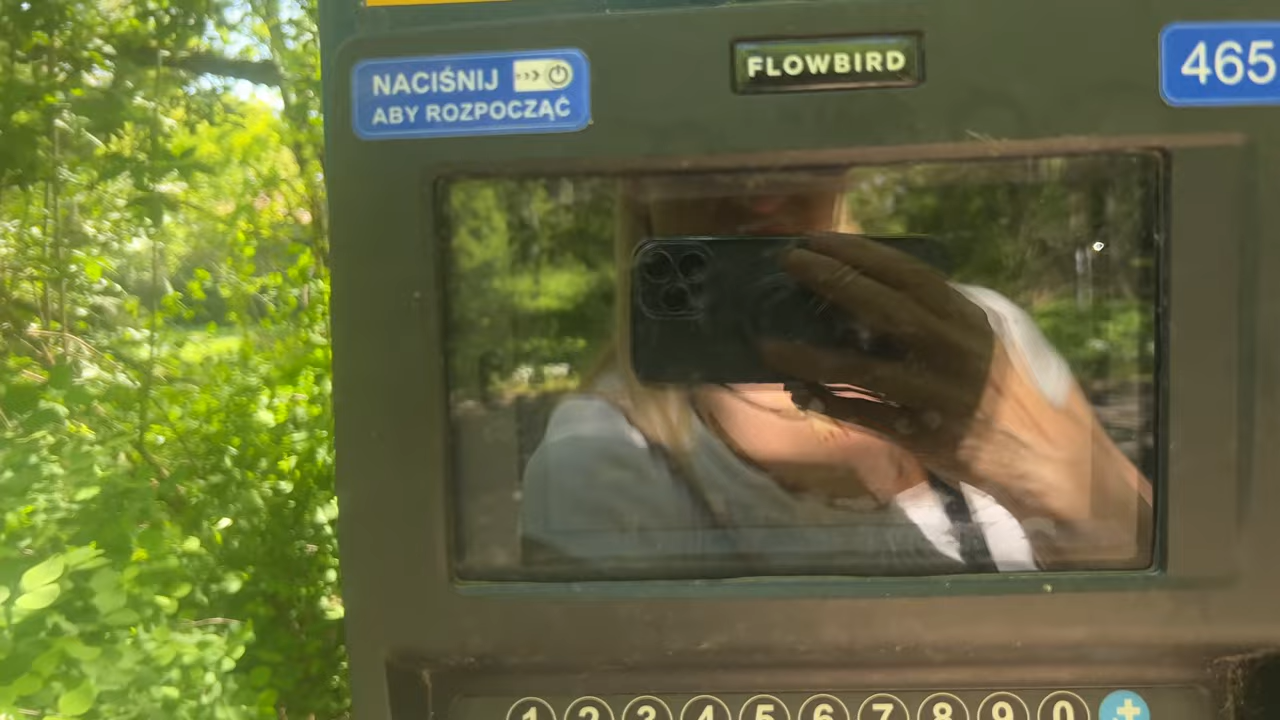 NACIŚNIJ
ABY ROZPOCZĄĆ
FLOWBIRD
465
1 2 3 4 5 6 7 8 9 0 +